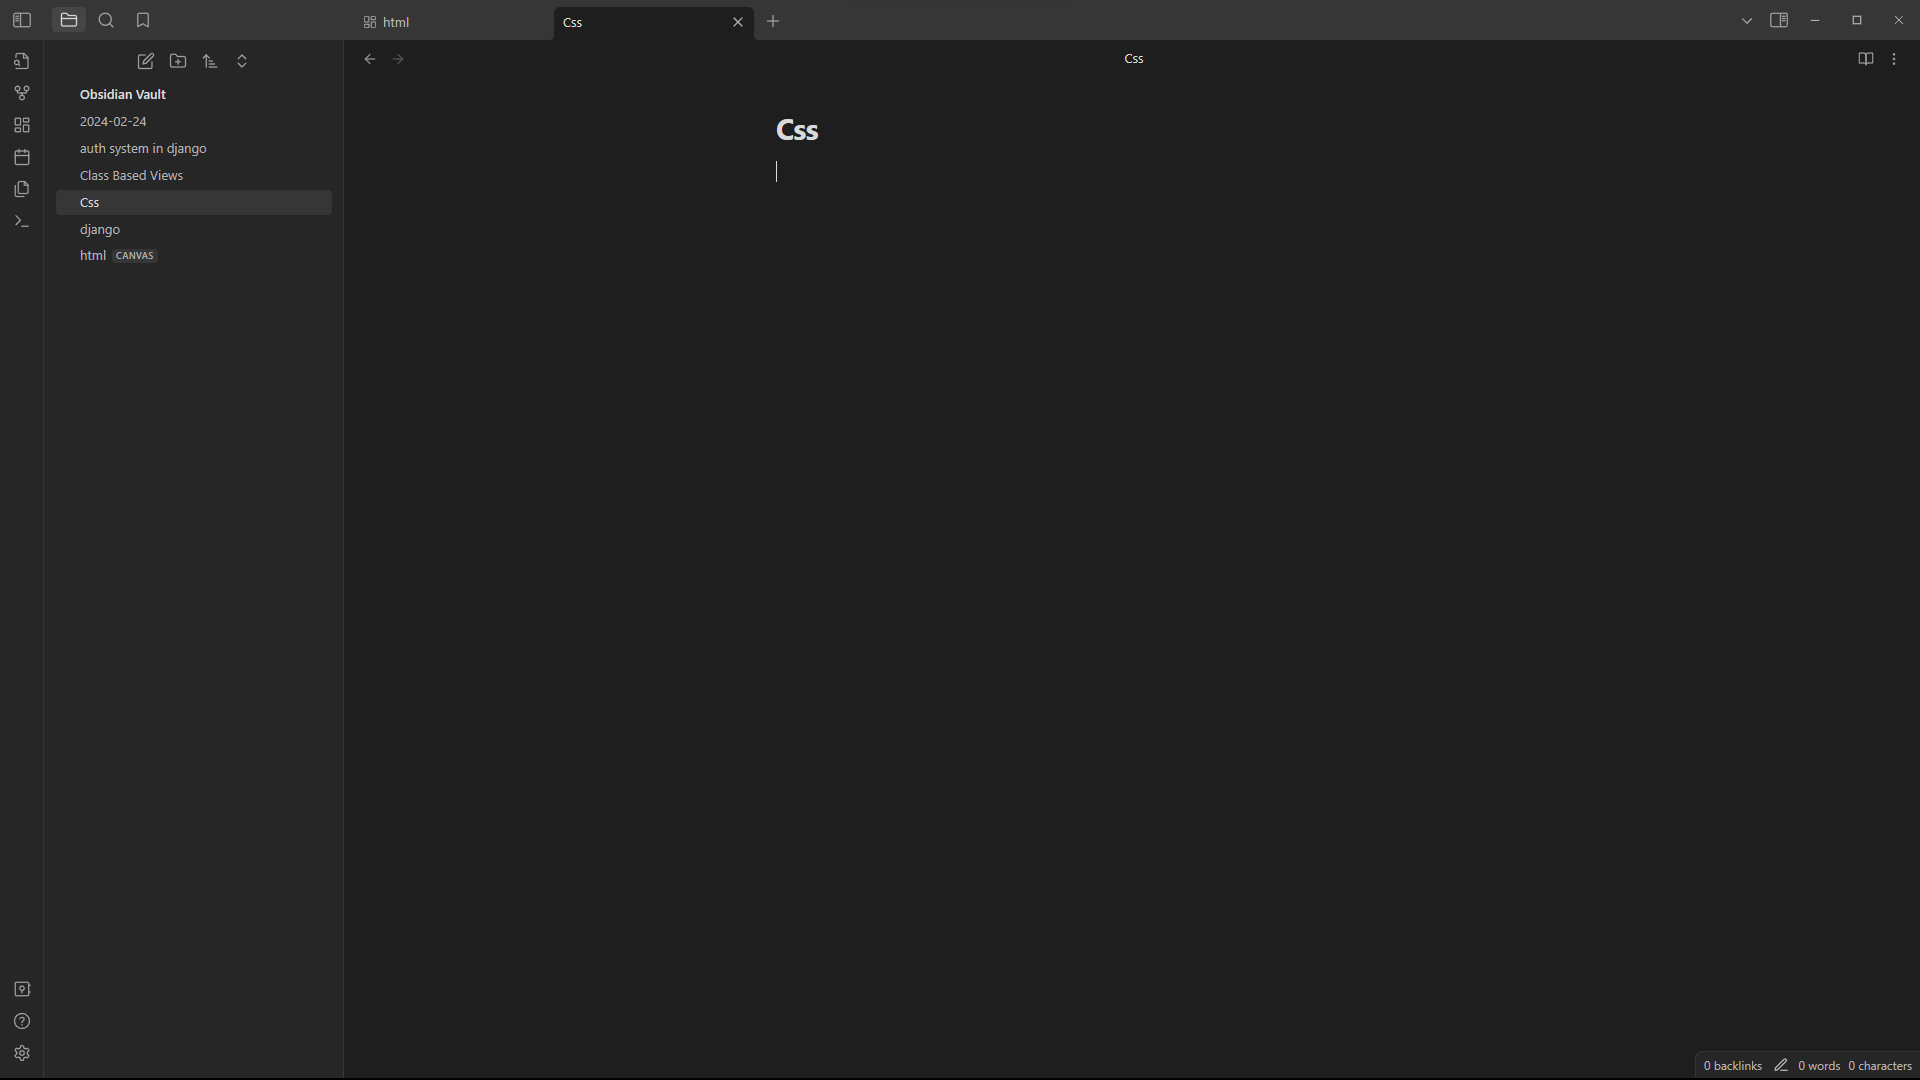 html
Css
Css
Obsidian Vault
2024-02-24
auth system in django
Class Based Views
Css
django
html CANVAS
Css
0 backlinks 0 words 0 characters